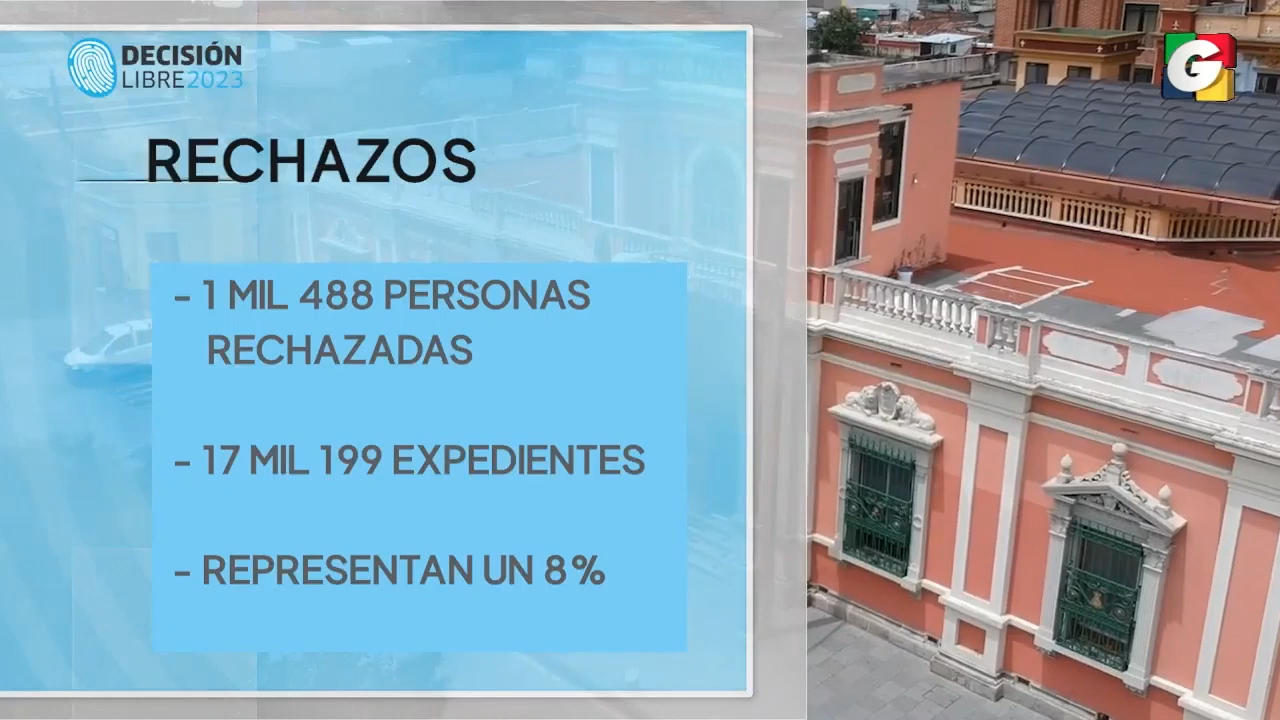 DECISIÓN
LIBRE2023
G
RECHAZOS
- 1 MIL 488 PERSONAS
RECHAZADAS
- 17 MIL 199 EXPEDIENTES
- REPRESENTAN UN 8%